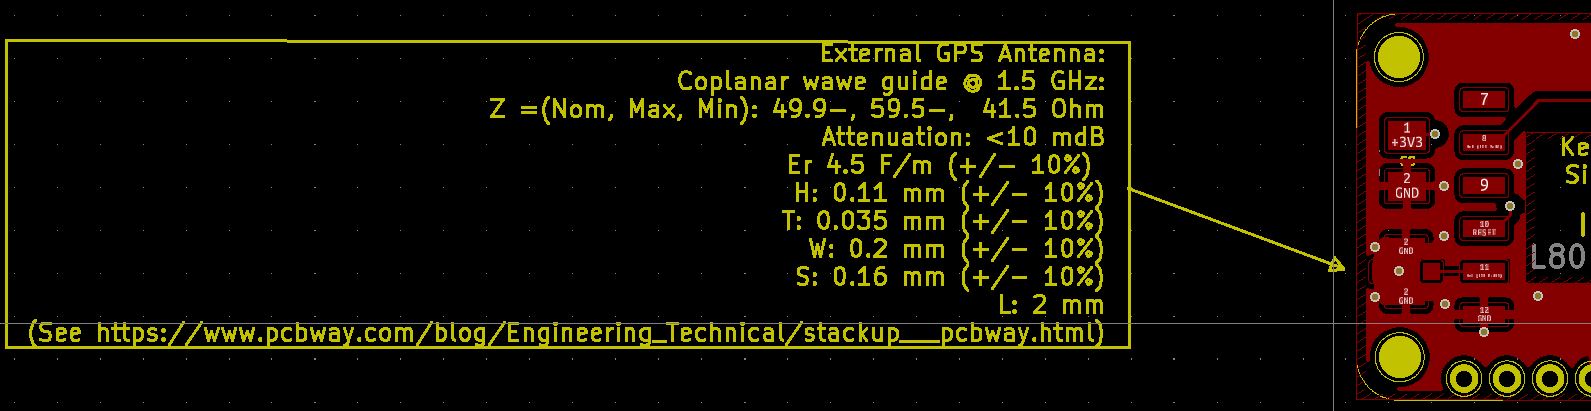 External GPS Antenna:
Coplanar wawe guide @ 1.5 GHz:
Z =(Nom, Max, Min): 49.9–, 59.5–,  41.5 Ohm
Attenuation: <10 mdB
Er 4.5 F/m (+/– 10%)
H: 0.11 mm (+/– 10%)
T: 0.035 mm (+/– 10%)
W: 0.2 mm (+/– 10%)
S: 0.16 mm (+/– 10%)
L: 2 mm
(See https://www.pcbway.com/blog/Engineering_Technical/stackup__pcbway.html)
7
1
+3V3
8
2
GND
9
10
RESET
2
GND
11
2
GND
12
GND
Ke
Si
L80